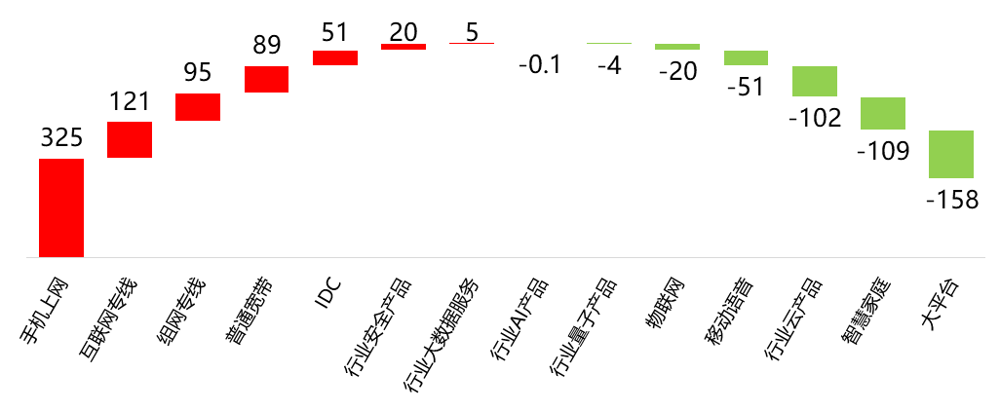 325
121
95
89
51
20
5
-0.1
-4
-20
-51
-102
-109
-158
手机上网
互联网专线
组网专线
普通宽带
IDC
行业安全产品
行业大数据服务
行业AI产品
行业量子产品
物联网
移动语音
行业云产品
智慧家庭
大平台